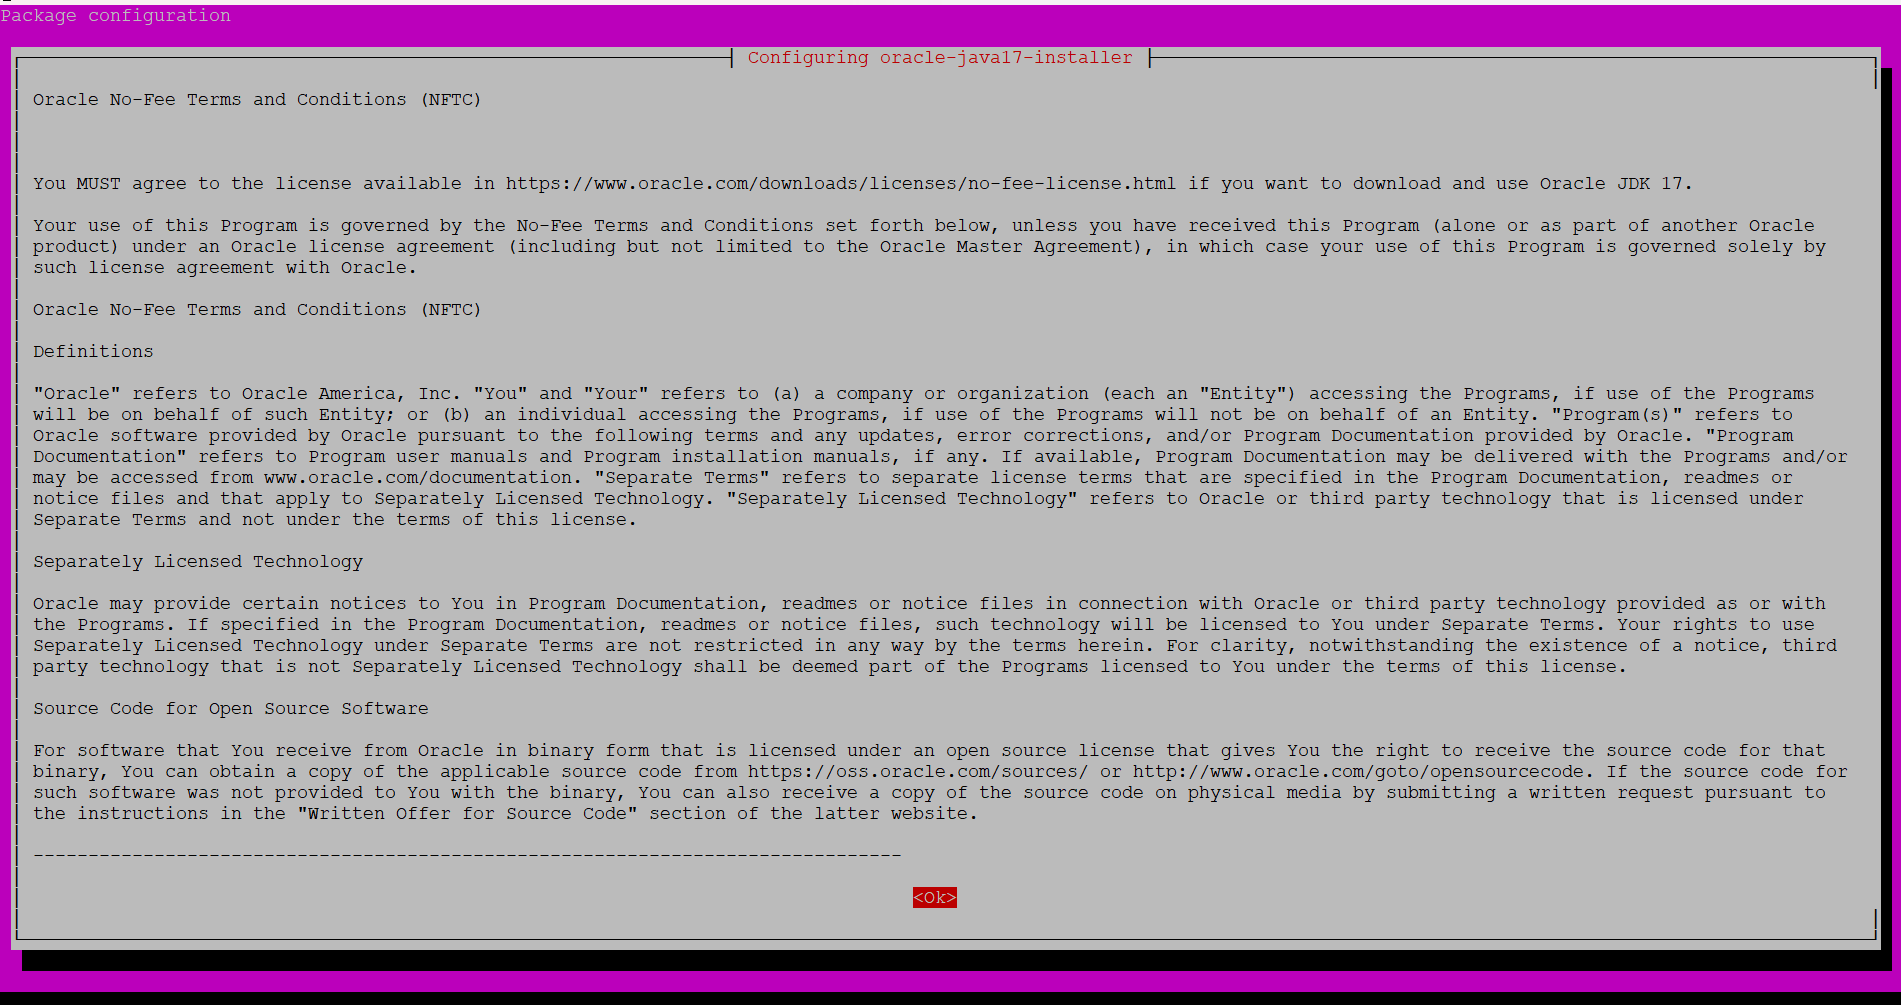 Package configuration
Configuring oracle-java17-installer
Oracle No-Fee Terms and Conditions (NFTC)
You MUST agree to the license available in https://www.oracle.com/downloads/licenses/no-fee-license.html if you want to download and use Oracle JDK 17.
Your use of this Program is governed by the No-Fee Terms and Conditions set forth below, unless you have received this Program (alone or as part of another Oracle
product) under an Oracle license agreement (including but not limited to the Oracle Master Agreement), in which case your use of this Program is governed solely by
such license agreement with Oracle.
Oracle No-Fee Terms and Conditions (NFTC)
Definitions
"Oracle" refers to Oracle America, Inc. "You" and "Your" refers to (a) a company or organization (each an "Entity") accessing the Programs, if use of the Programs
will be on behalf of such Entity; or (b) an individual accessing the Programs, if use of the Programs will not be on behalf of an Entity. "Program(s)" refers to
Oracle software provided by Oracle pursuant to the following terms and any updates, error corrections, and/or Program Documentation provided by Oracle. "Program
Documentation" refers to Program user manuals and Program installation manuals, if any. If available, Program Documentation may be delivered with the Programs and/or
may be accessed from www.oracle.com/documentation. "Separate Terms" refers to separate license terms that are specified in the Program Documentation, readmes or
notice files and that apply to Separately Licensed Technology. "Separately Licensed Technology" refers to Oracle or third party technology that is licensed under
Separate Terms and not under the terms of this license.
Separately Licensed Technology
Oracle may provide certain notices to You in Program Documentation, readmes or notice files in connection with Oracle or third party technology provided as or with
the Programs. If specified in the Program Documentation, readmes or notice files, such technology will be licensed to You under Separate Terms. Your rights to use
Separately Licensed Technology under Separate Terms are not restricted in any way by the terms herein. For clarity, notwithstanding the existence of a notice, third
party technology that is not Separately Licensed Technology shall be deemed part of the Programs licensed to You under the terms of this license.
Source Code for Open Source Software
For software that You receive from Oracle in binary form that is licensed under an open source license that gives You the right to receive the source code for that
binary, You can obtain a copy of the applicable source code from https://oss.oracle.com/sources/ or http://www.oracle.com/goto/opensourcecode. If the source code for
such software was not provided to You with the binary, You can also receive a copy of the source code on physical media by submitting a written request pursuant to
the instructions in the "Written Offer for Source Code" section of the latter website.
-------------------------------------------------------------------------------
<Ok>